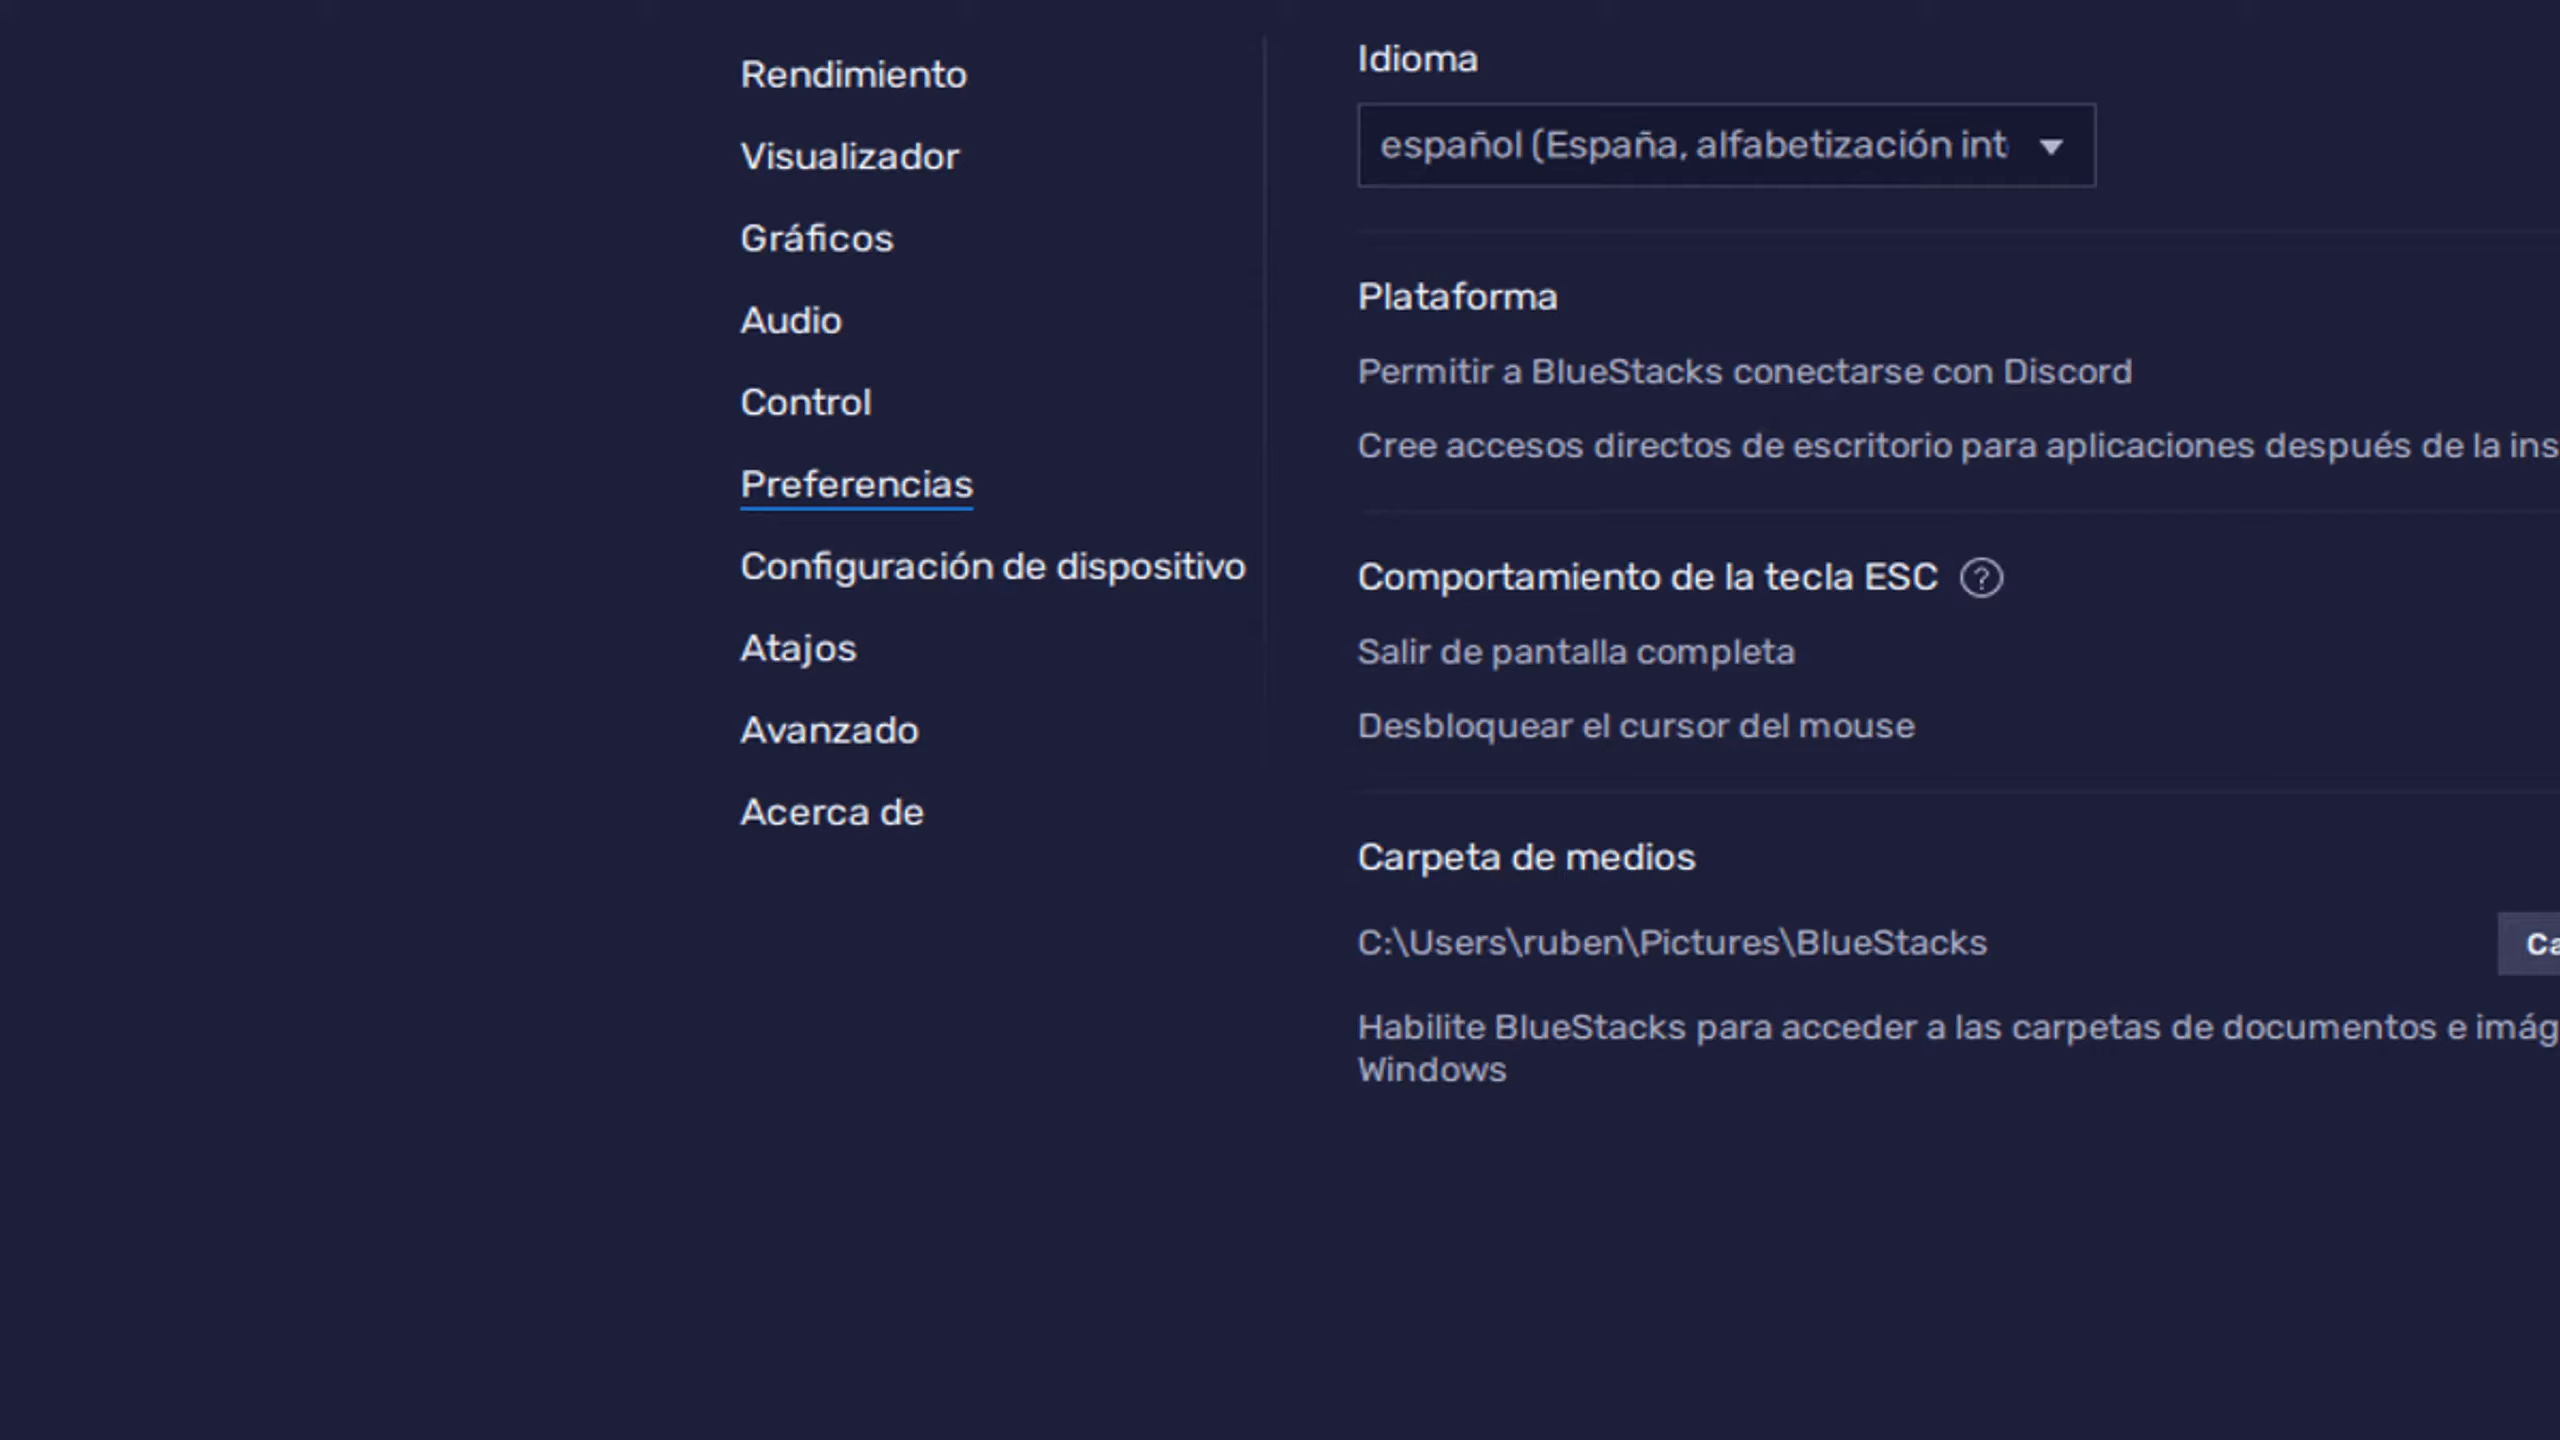 Rendimiento
Visualizador
Gráficos
Audio
Control
Preferencias
Configuración de dispositivo
Atajos
Avanzado
Acerca de
Idioma
español (España, alfabetización int
Plataforma
Permitir a BlueStacks conectarse con Discord
Cree accesos directos de escritorio para aplicaciones después de la ins
Comportamiento de la tecla ESC ?
Salir de pantalla completa
Desbloquear el cursor del mouse
Carpeta de medios
C:\Users\ruben\Pictures\BlueStacks
Ca
Habilite BlueStacks para acceder a las carpetas de documentos e imág
Windows